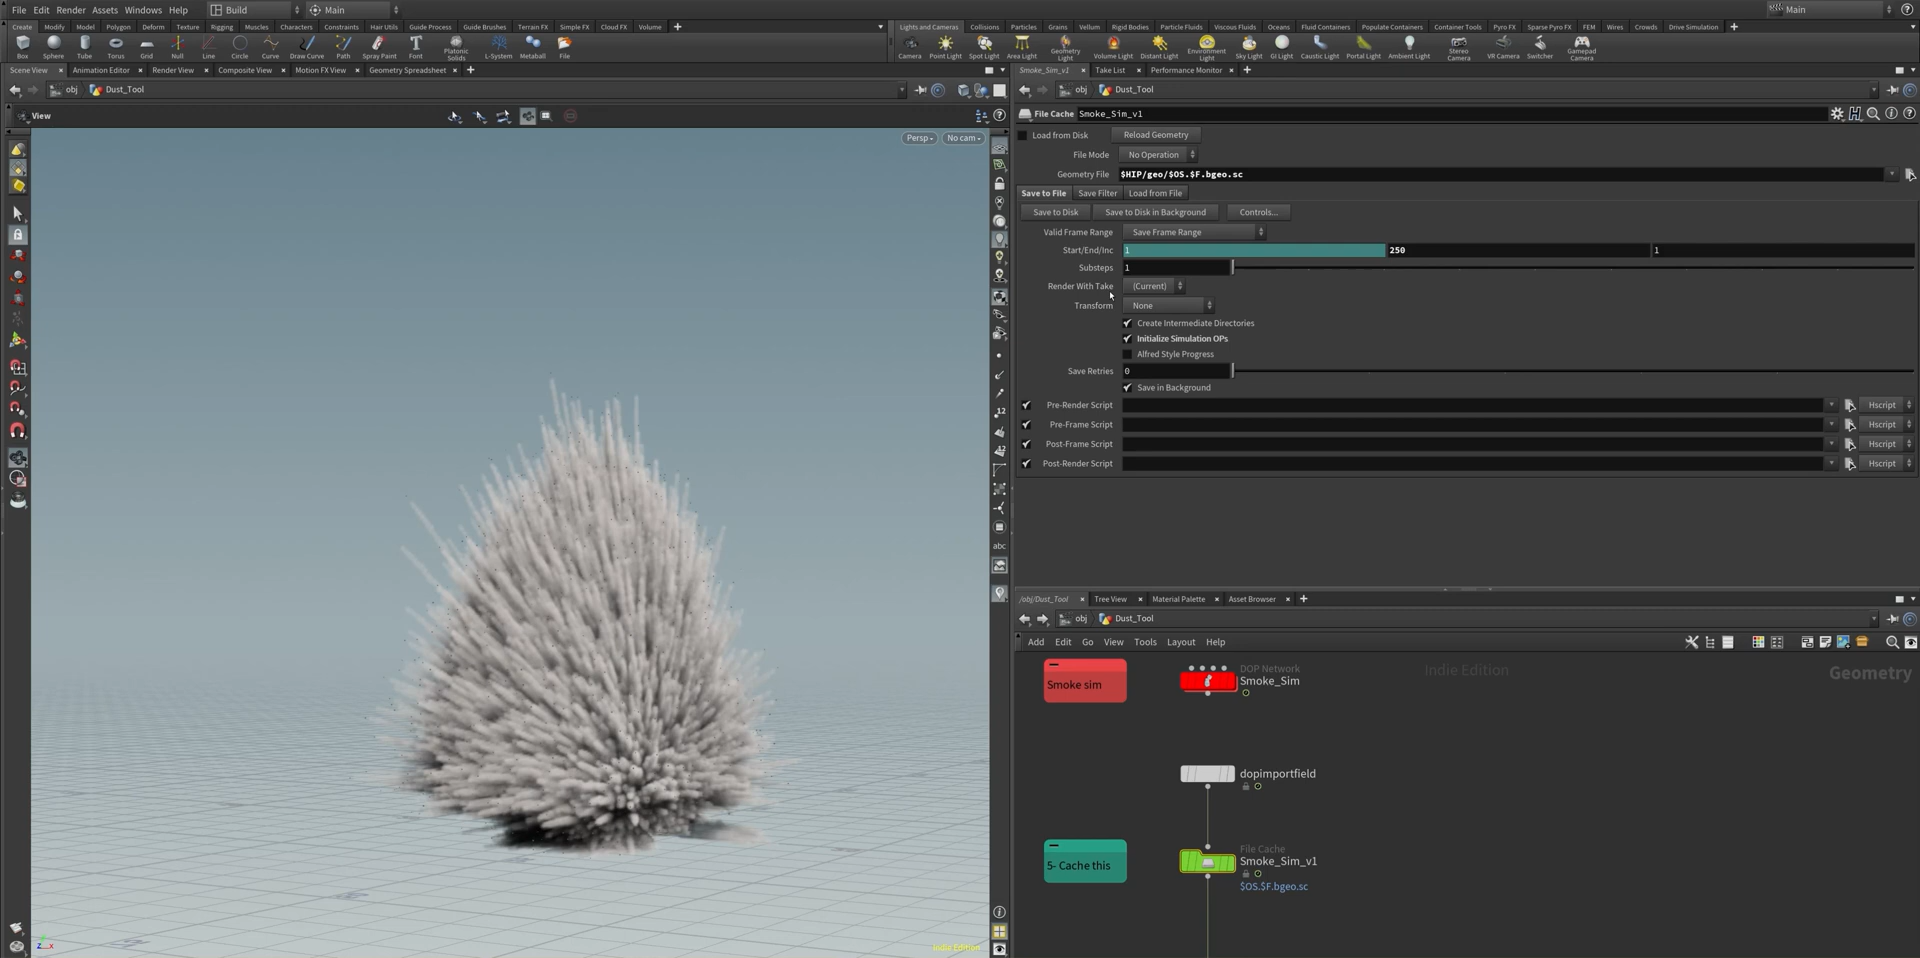 File Edit Render Assets Windows Help Build Main Main
Create Modify Model Polygon Deform Texture Rigging Muscles Characters Constraints Hair Utils Guide Process Guide Brushes Terrain FX Simple FX Cloud FX Volume
Lights and Cameras Collisions Particles Grains Vellum Rigid Bodies Particle Fluids Viscous Fluids Oceans Fluid Containers Populate Containers Container Tools Pyro FX Sparse Pyro FX FEM Wires Crowds Drive Simulation
Box Sphere Tube Torus Grid Null Line Circle Curve Draw Curve Path Spray Paint Font Platonic Solids L-System Metaball File
Camera Point Light Spot Light Area Light Geometry Light Volume Light Distant Light Environment Light Sky Light GI Light Caustic Light Portal Light Ambient Light Stereo Camera VR Camera Switcher Gamepad Camera
Scene View Animation Editor Render View Composite View Motion FX View Geometry Spreadsheet
Smoke_Sim_v1 Take List Performance Monitor
obj Dust_Tool
obj Dust_Tool
View
Persp No cam
File Cache Smoke_Sim_v1
Load from Disk Reload Geometry
File Mode No Operation
Geometry File $HIP/geo/$OS.$F.bgeo.sc
Save to File Save Filter Load from File
Save to Disk Save to Disk in Background Controls...
Valid Frame Range Save Frame Range
Start/End/Inc 1 250 1
Substeps 1
Render With Take (Current)
Transform None
Create Intermediate Directories
Initialize Simulation OPs
Alfred Style Progress
Save Retries 0
Save in Background
Pre-Render Script Hscript
Pre-Frame Script Hscript
Post-Frame Script Hscript
Post-Render Script Hscript
12
12
abc
/obj/Dust_Tool Tree View Material Palette Asset Browser
obj Dust_Tool
Add Edit Go View Tools Layout Help
Indie Edition Geometry
Smoke sim
DOP Network
Smoke_Sim
dopimportfield
5- Cache this
File Cache
Smoke_Sim_v1
$OS.$F.bgeo.sc
Z X
Indie Edition